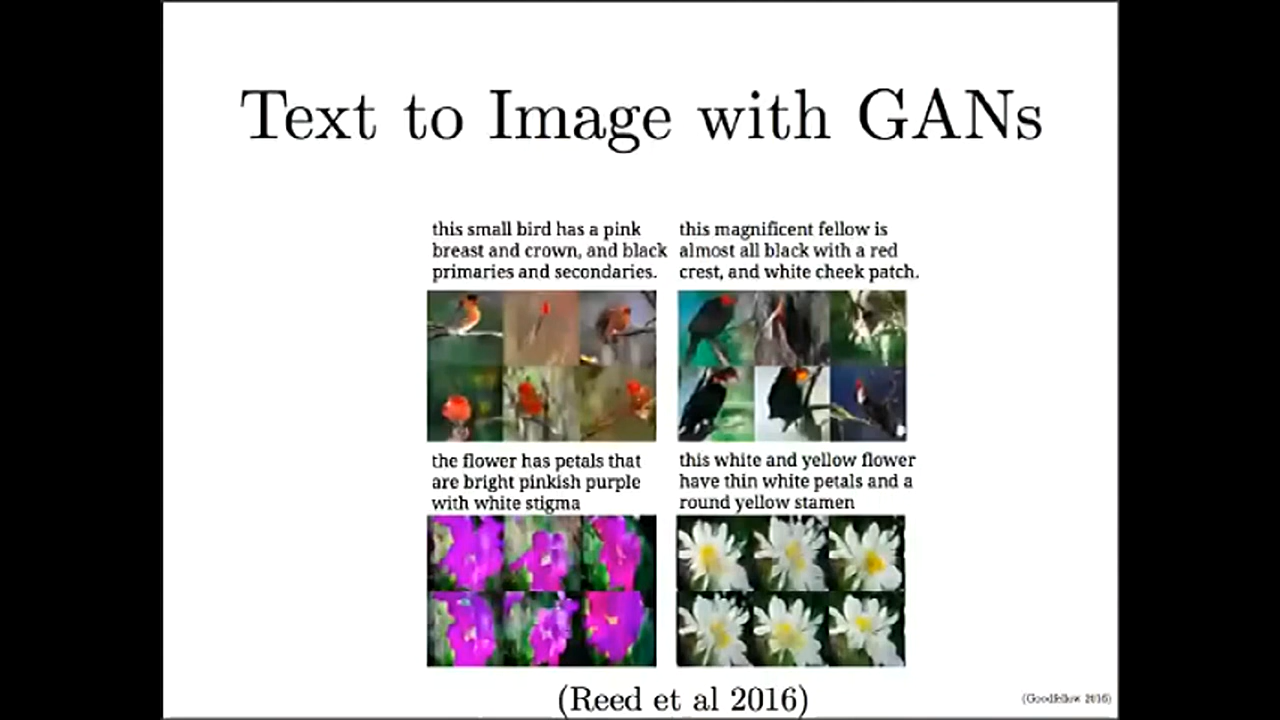 Text to Image with GANs
this small bird has a pink
breast and crown, and black
primaries and secondaries.
this magnificent fellow is
almost all black with a red
crest, and white cheek patch.
the flower has petals that
are bright pinkish purple
with white stigma
this white and yellow flower
have thin white petals and a
round yellow stamen
(Reed et al 2016)
(Goodfellow 2016)